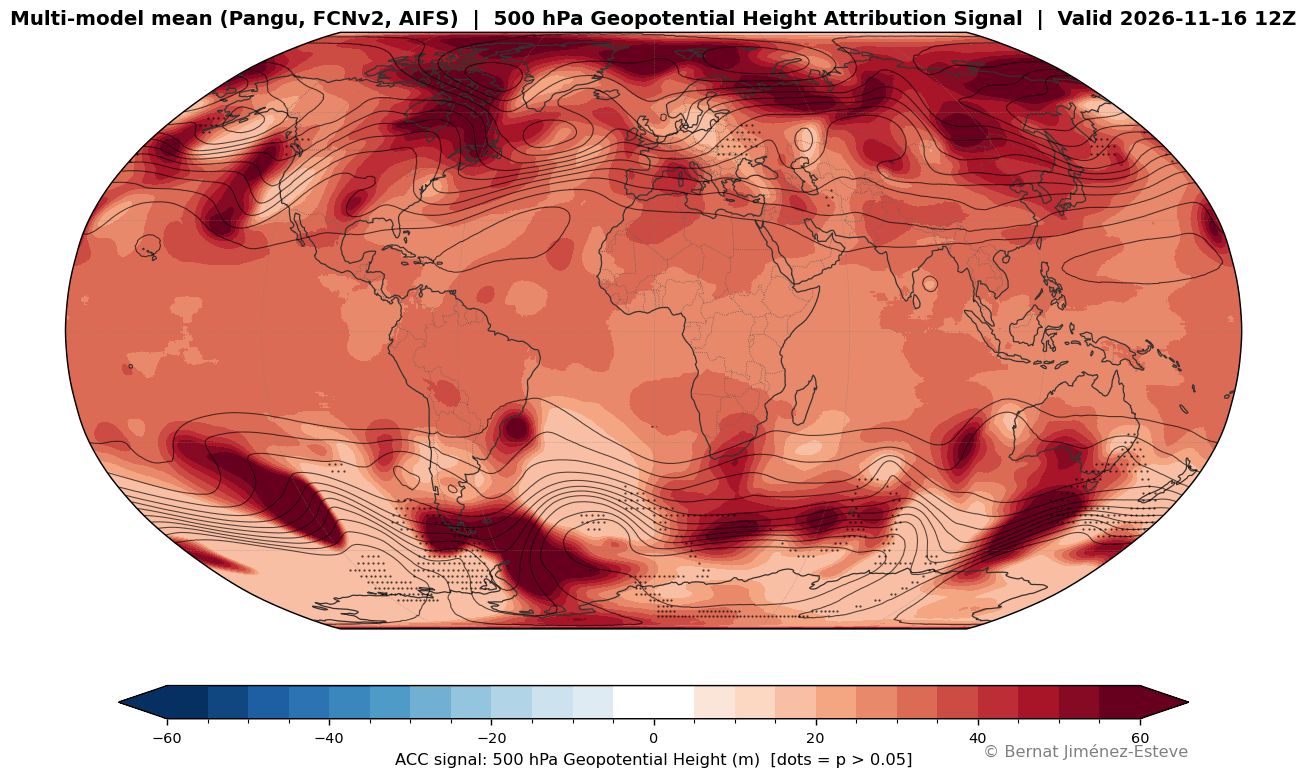 Multi-model mean (Pangu, FCNv2, AIFS)  |  500 hPa Geopotential Height Attribution Signal  |  Valid 2026-11-16 12Z
−60 −40 −20 0 20 40 60
ACC signal: 500 hPa Geopotential Height (m)  [dots = p > 0.05]
© Bernat Jiménez-Esteve